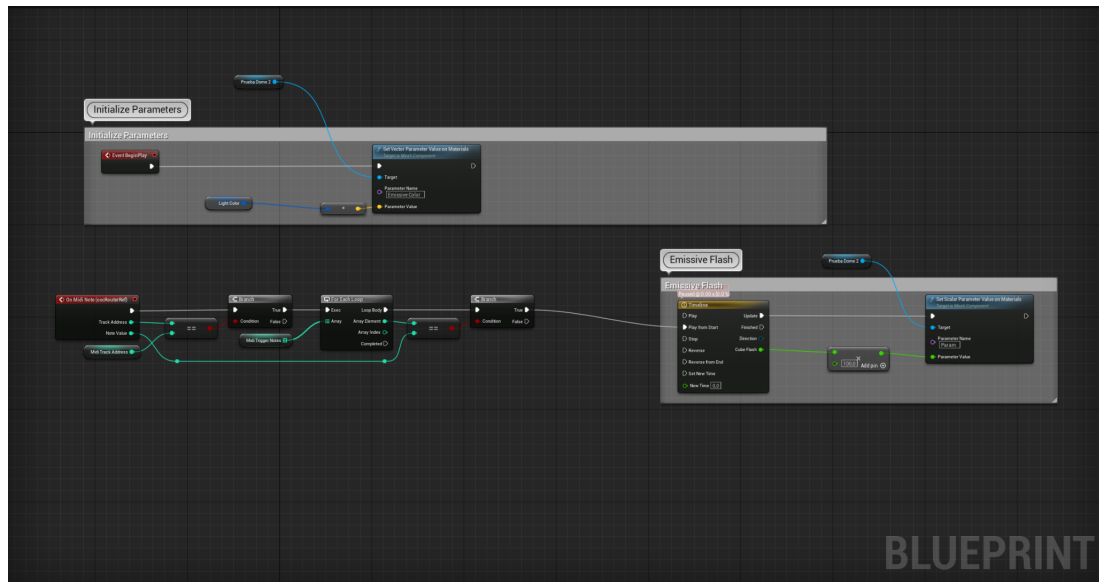 Prueba Domo 2
Initialize Parameters
Initialize Parameters
Event BeginPlay
Set Vector Parameter Value on Materials
Target is Mesh Component
Target
Parameter Name
Emissive Color
Parameter Value
Light Color
Emissive Flash
Prueba Domo 2
Emissive Flash
On Midi Note
Track Address
Note Value
Midi Track Address
==
Branch
Condition
True
False
For Each Loop
Exec
Array
Loop Body
Array Element
Array Index
Completed
Midi Trigger Notes
==
Branch
Condition
True
False
Timeline
Play
Play from Start
Stop
Reverse
Reverse from End
Set New Time
New Time 0,0
Update
Finished
Direction
Cube Flash
100,0
Add pin
Set Scalar Parameter Value on Materials
Target is Mesh Component
Target
Parameter Name
Param
Parameter Value
BLUEPRINT